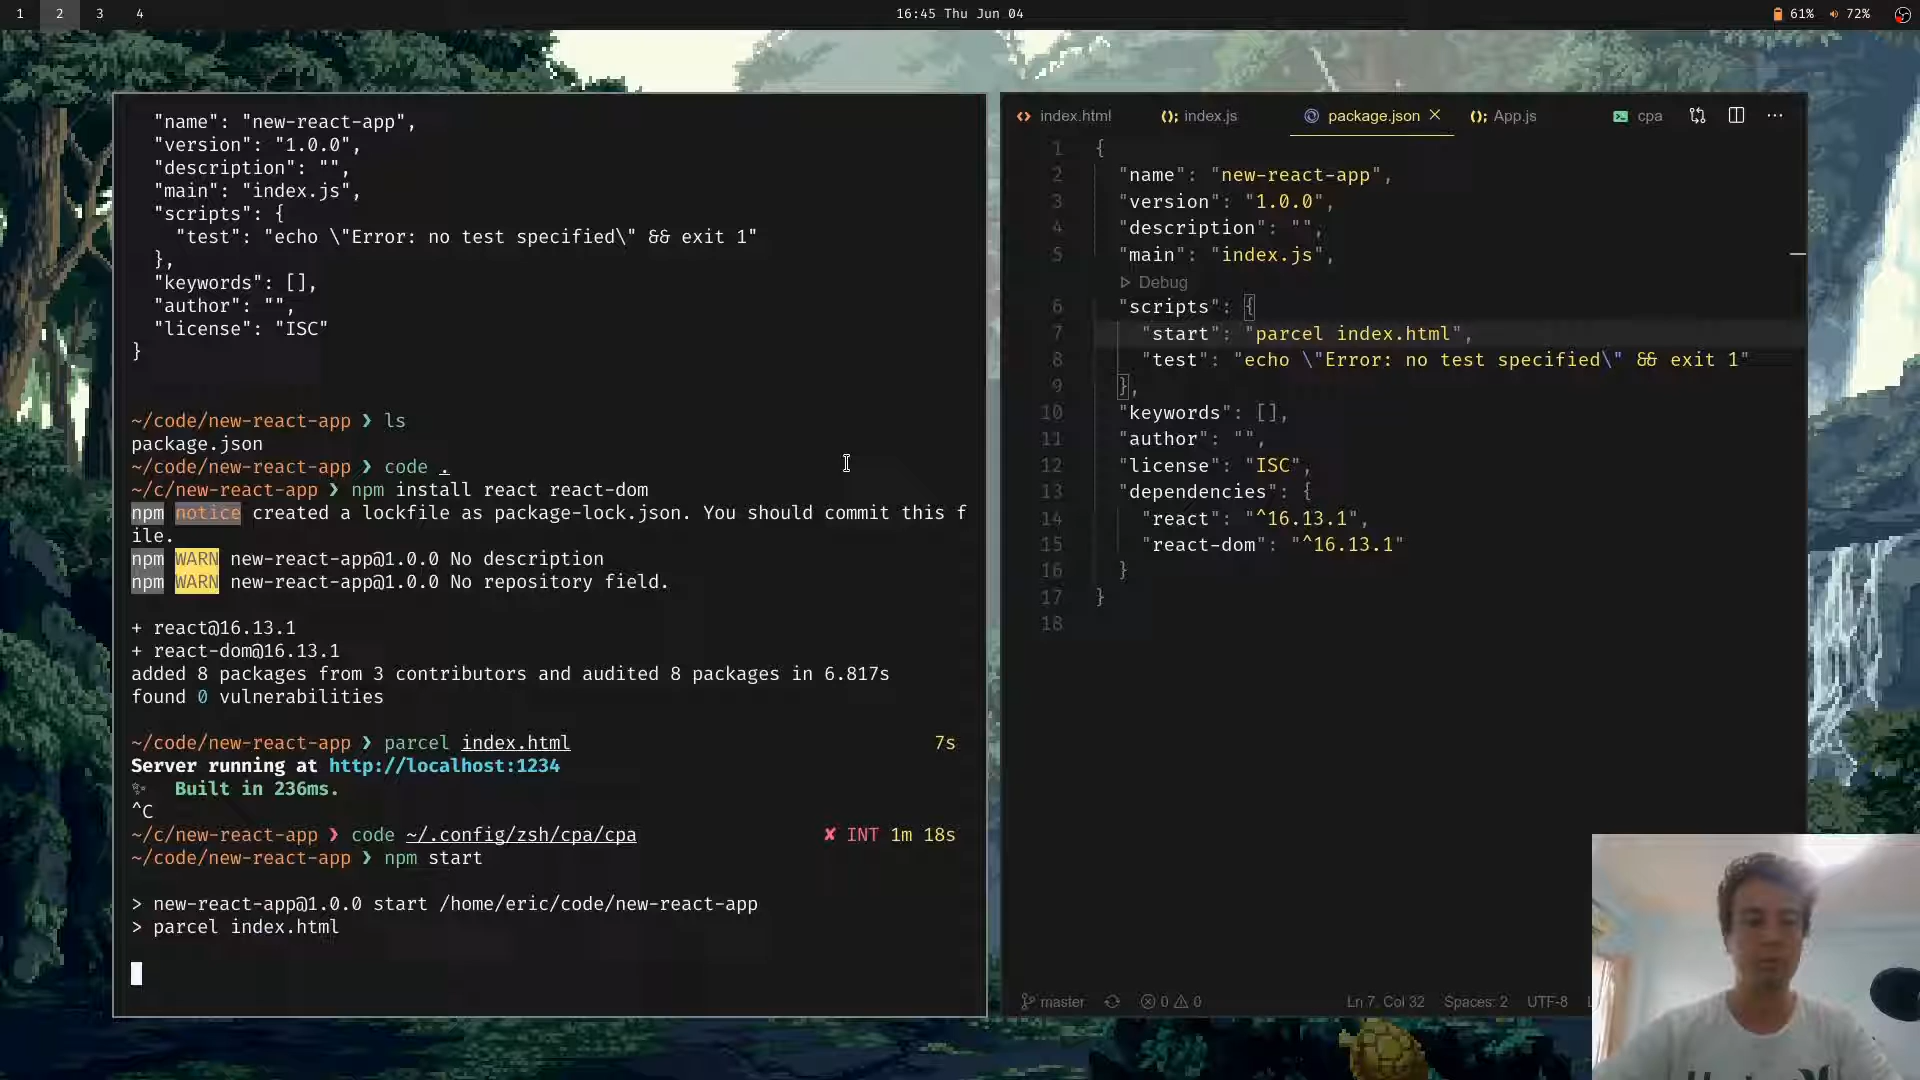 1 2 3 4
16:45 Thu Jun 04
61% 72%
"name": "new-react-app",
"version": "1.0.0",
"description": "",
"main": "index.js",
"scripts": {
"test": "echo \"Error: no test specified\" && exit 1"
},
"keywords": [],
"author": "",
"license": "ISC"
}
~/code/new-react-app ❯ ls
package.json
~/code/new-react-app ❯ code .
~/c/new-react-app ❯ npm install react react-dom
npm notice created a lockfile as package-lock.json. You should commit this f
ile.
npm WARN new-react-app@1.0.0 No description
npm WARN new-react-app@1.0.0 No repository field.
+ react@16.13.1
+ react-dom@16.13.1
added 8 packages from 3 contributors and audited 8 packages in 6.817s
found 0 vulnerabilities
~/code/new-react-app ❯ parcel index.html 7s
Server running at http://localhost:1234
✨ Built in 236ms.
^C
~/c/new-react-app ❯ code ~/.config/zsh/cpa/cpa ✘ INT 1m 18s
~/code/new-react-app ❯ npm start
> new-react-app@1.0.0 start /home/eric/code/new-react-app
> parcel index.html
index.html index.js package.json App.js cpa
1 {
2 "name": "new-react-app",
3 "version": "1.0.0",
4 "description": "",
5 "main": "index.js",
Debug
6 "scripts": {
7 "start": "parcel index.html",
8 "test": "echo \"Error: no test specified\" && exit 1"
9 },
10 "keywords": [],
11 "author": "",
12 "license": "ISC",
13 "dependencies": {
14 "react": "^16.13.1",
15 "react-dom": "^16.13.1"
16 }
17 }
18
master 0 0 Ln 7, Col 32 Spaces: 2 UTF-8